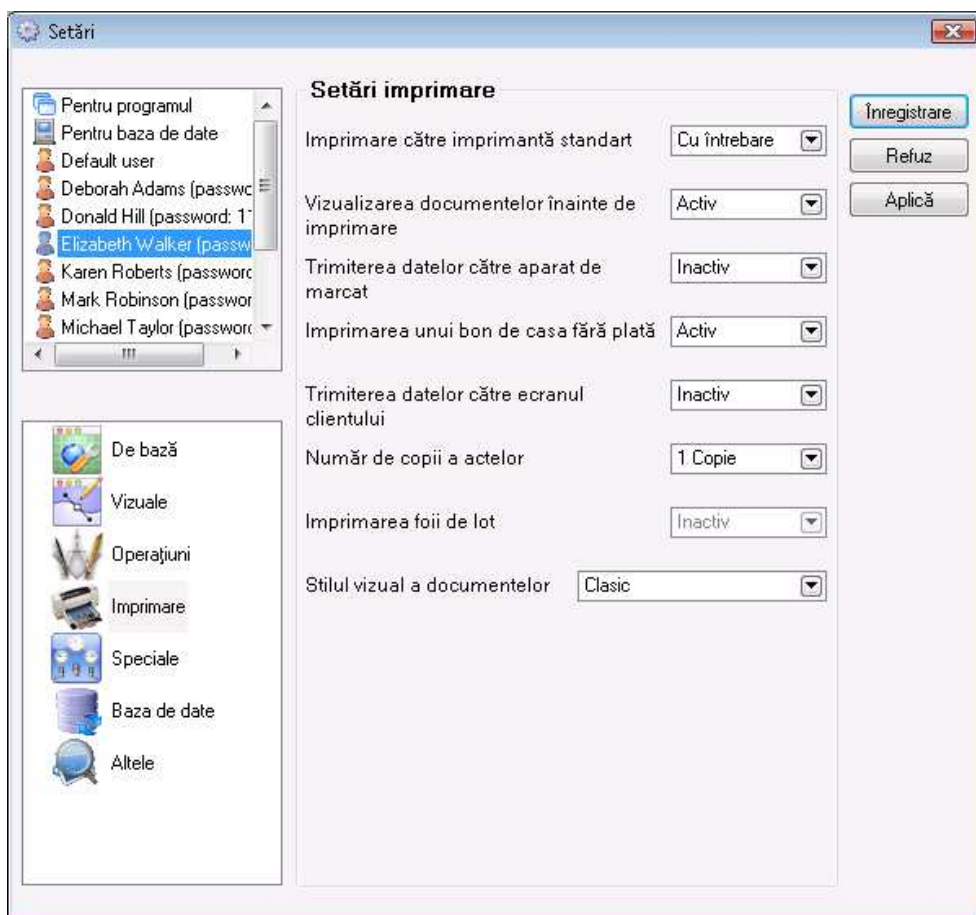 Setări
Pentru programul
Pentru baza de date
Default user
Deborah Adams (passwc
Donald Hill (password: 1
Elizabeth Walker (passw
Karen Roberts (password
Mark Robinson (passwor
Michael Taylor (password
De bază
Vizuale
Operaţiuni
Imprimare
Speciale
Baza de date
Altele
Setări imprimare
Imprimare către imprimantă standart
Cu întrebare
Vizualizarea documentelor înainte de
imprimare
Activ
Trimiterea datelor către aparat de
marcat
Inactiv
Imprimarea unui bon de casa fără plată
Activ
Trimiterea datelor către ecranul
clientului
Inactiv
Număr de copii a actelor
1 Copie
Imprimarea foii de lot
Inactiv
Stilul vizual a documentelor
Clasic
Înregistrare
Refuz
Aplică